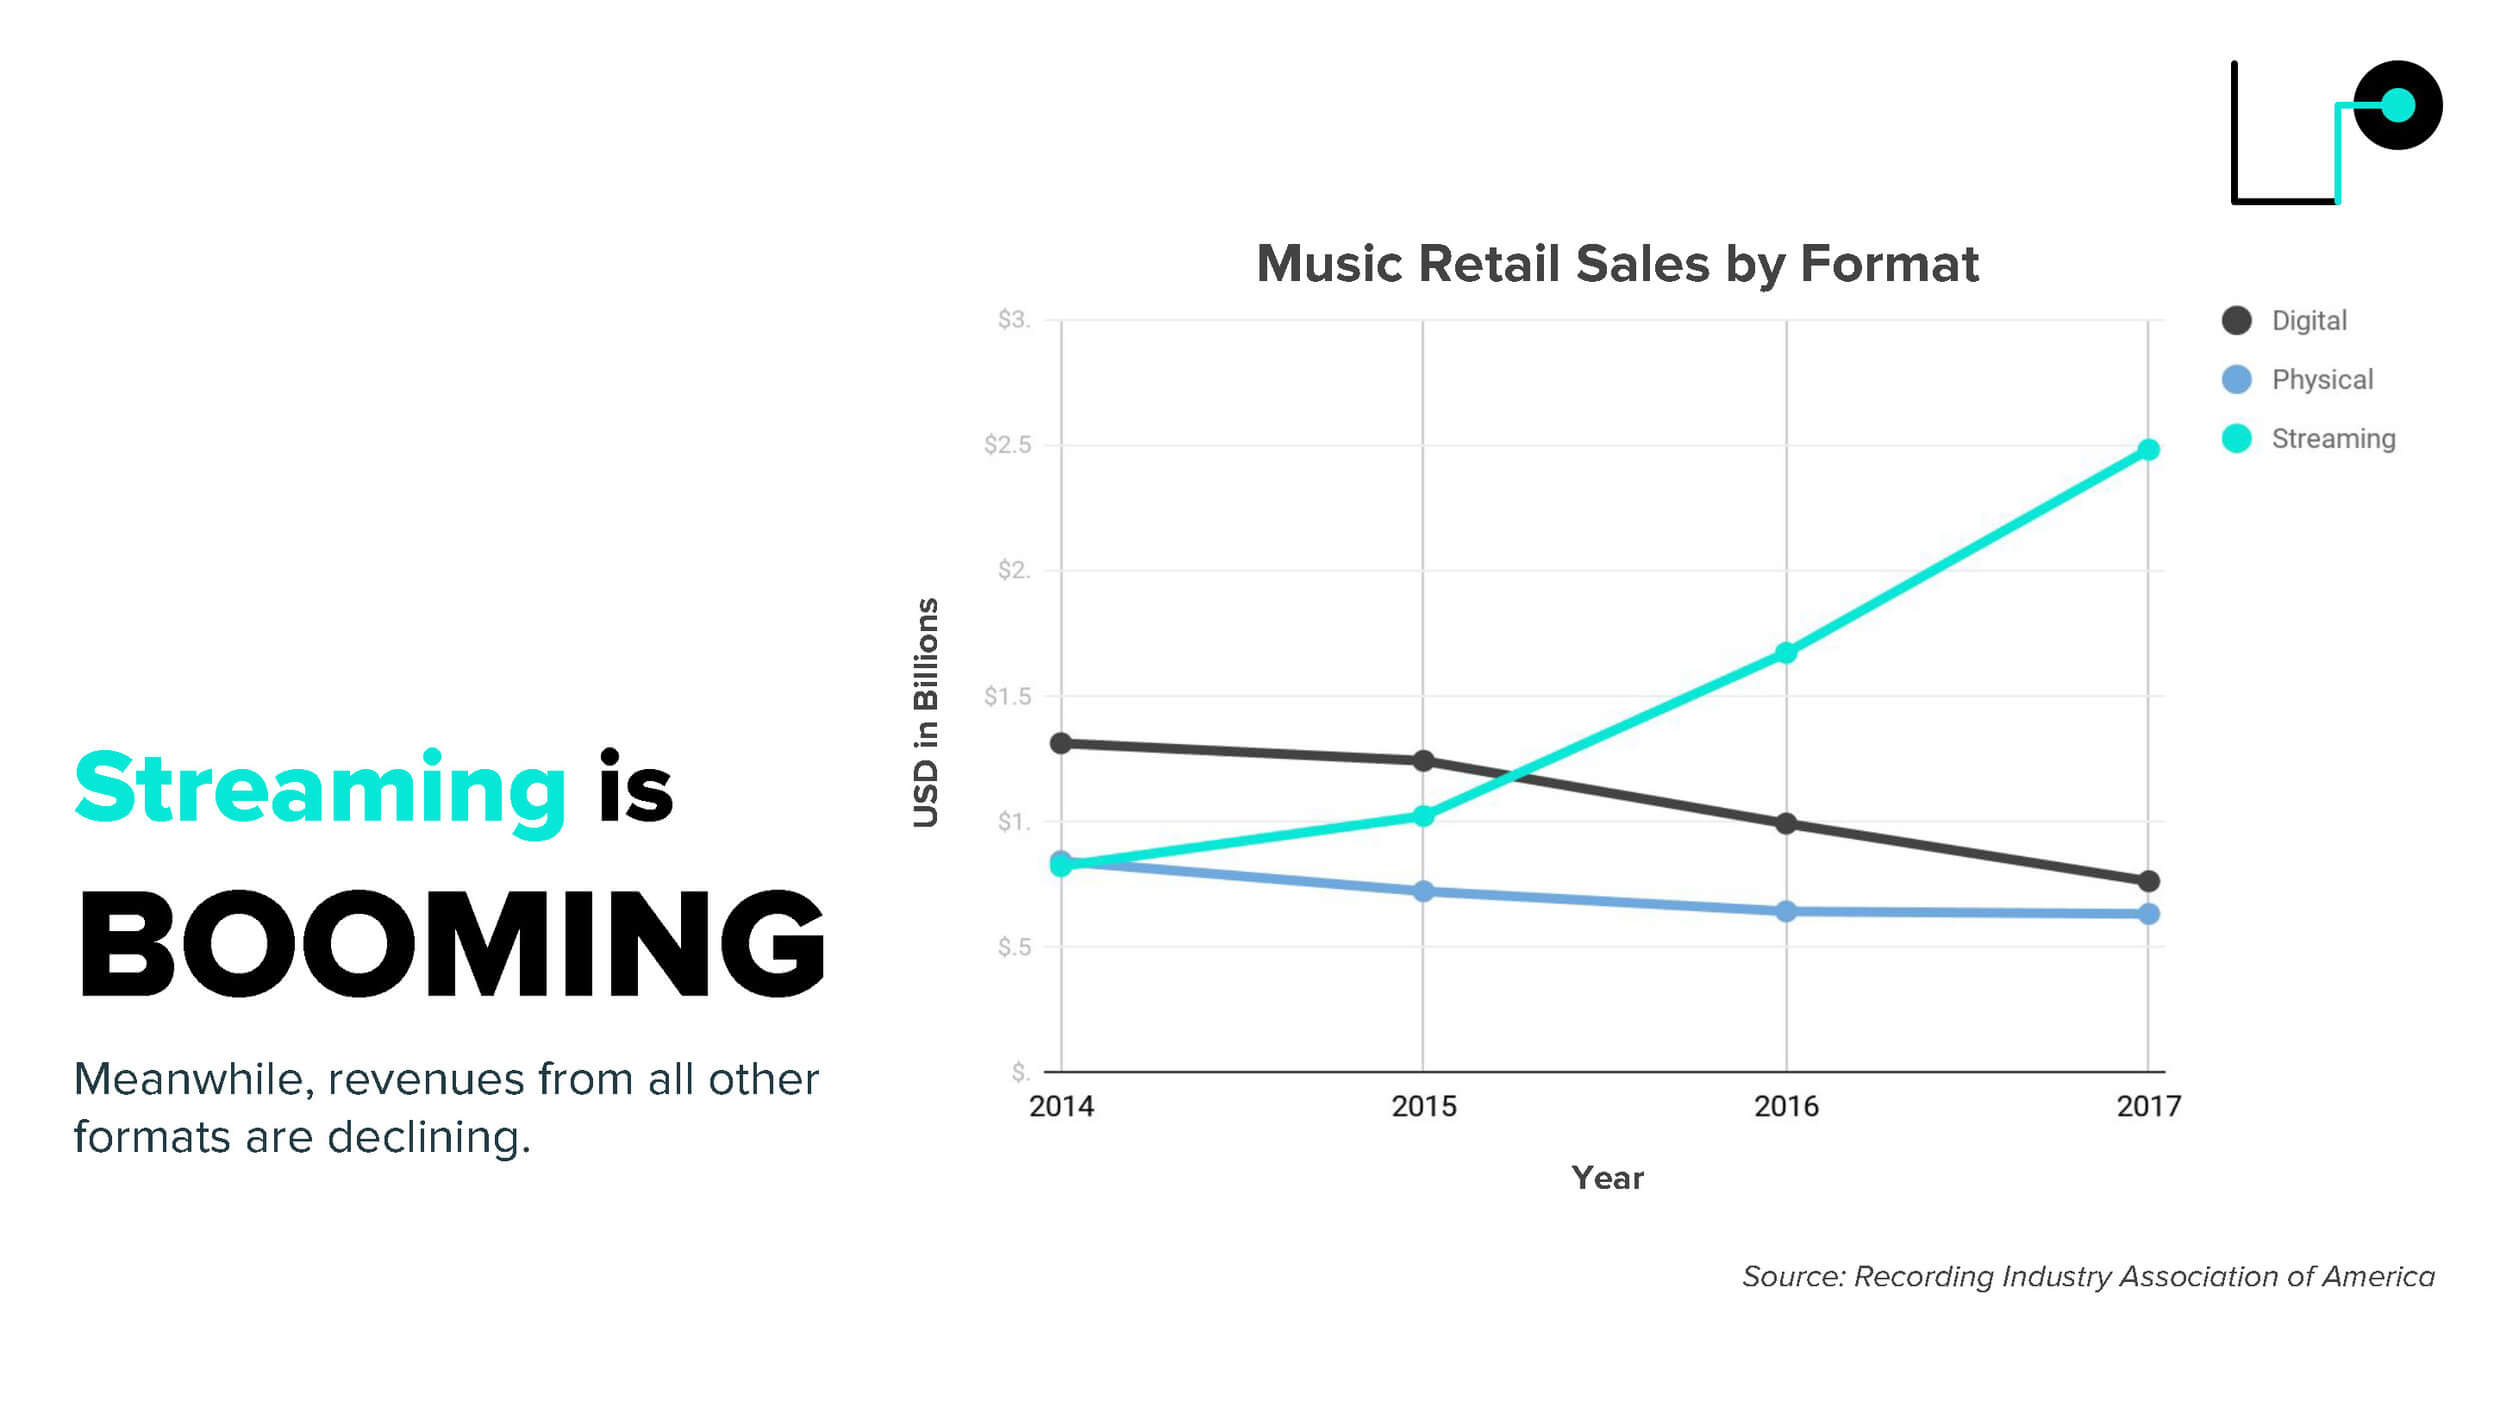 Streaming is
BOOMING
Meanwhile, revenues from all other
formats are declining.
Music Retail Sales by Format
USD in Billions
$3.
$2.5
$2.
$1.5
$1.
$.5
$.
2014 2015 2016 2017
Year
Digital
Physical
Streaming
Source: Recording Industry Association of America